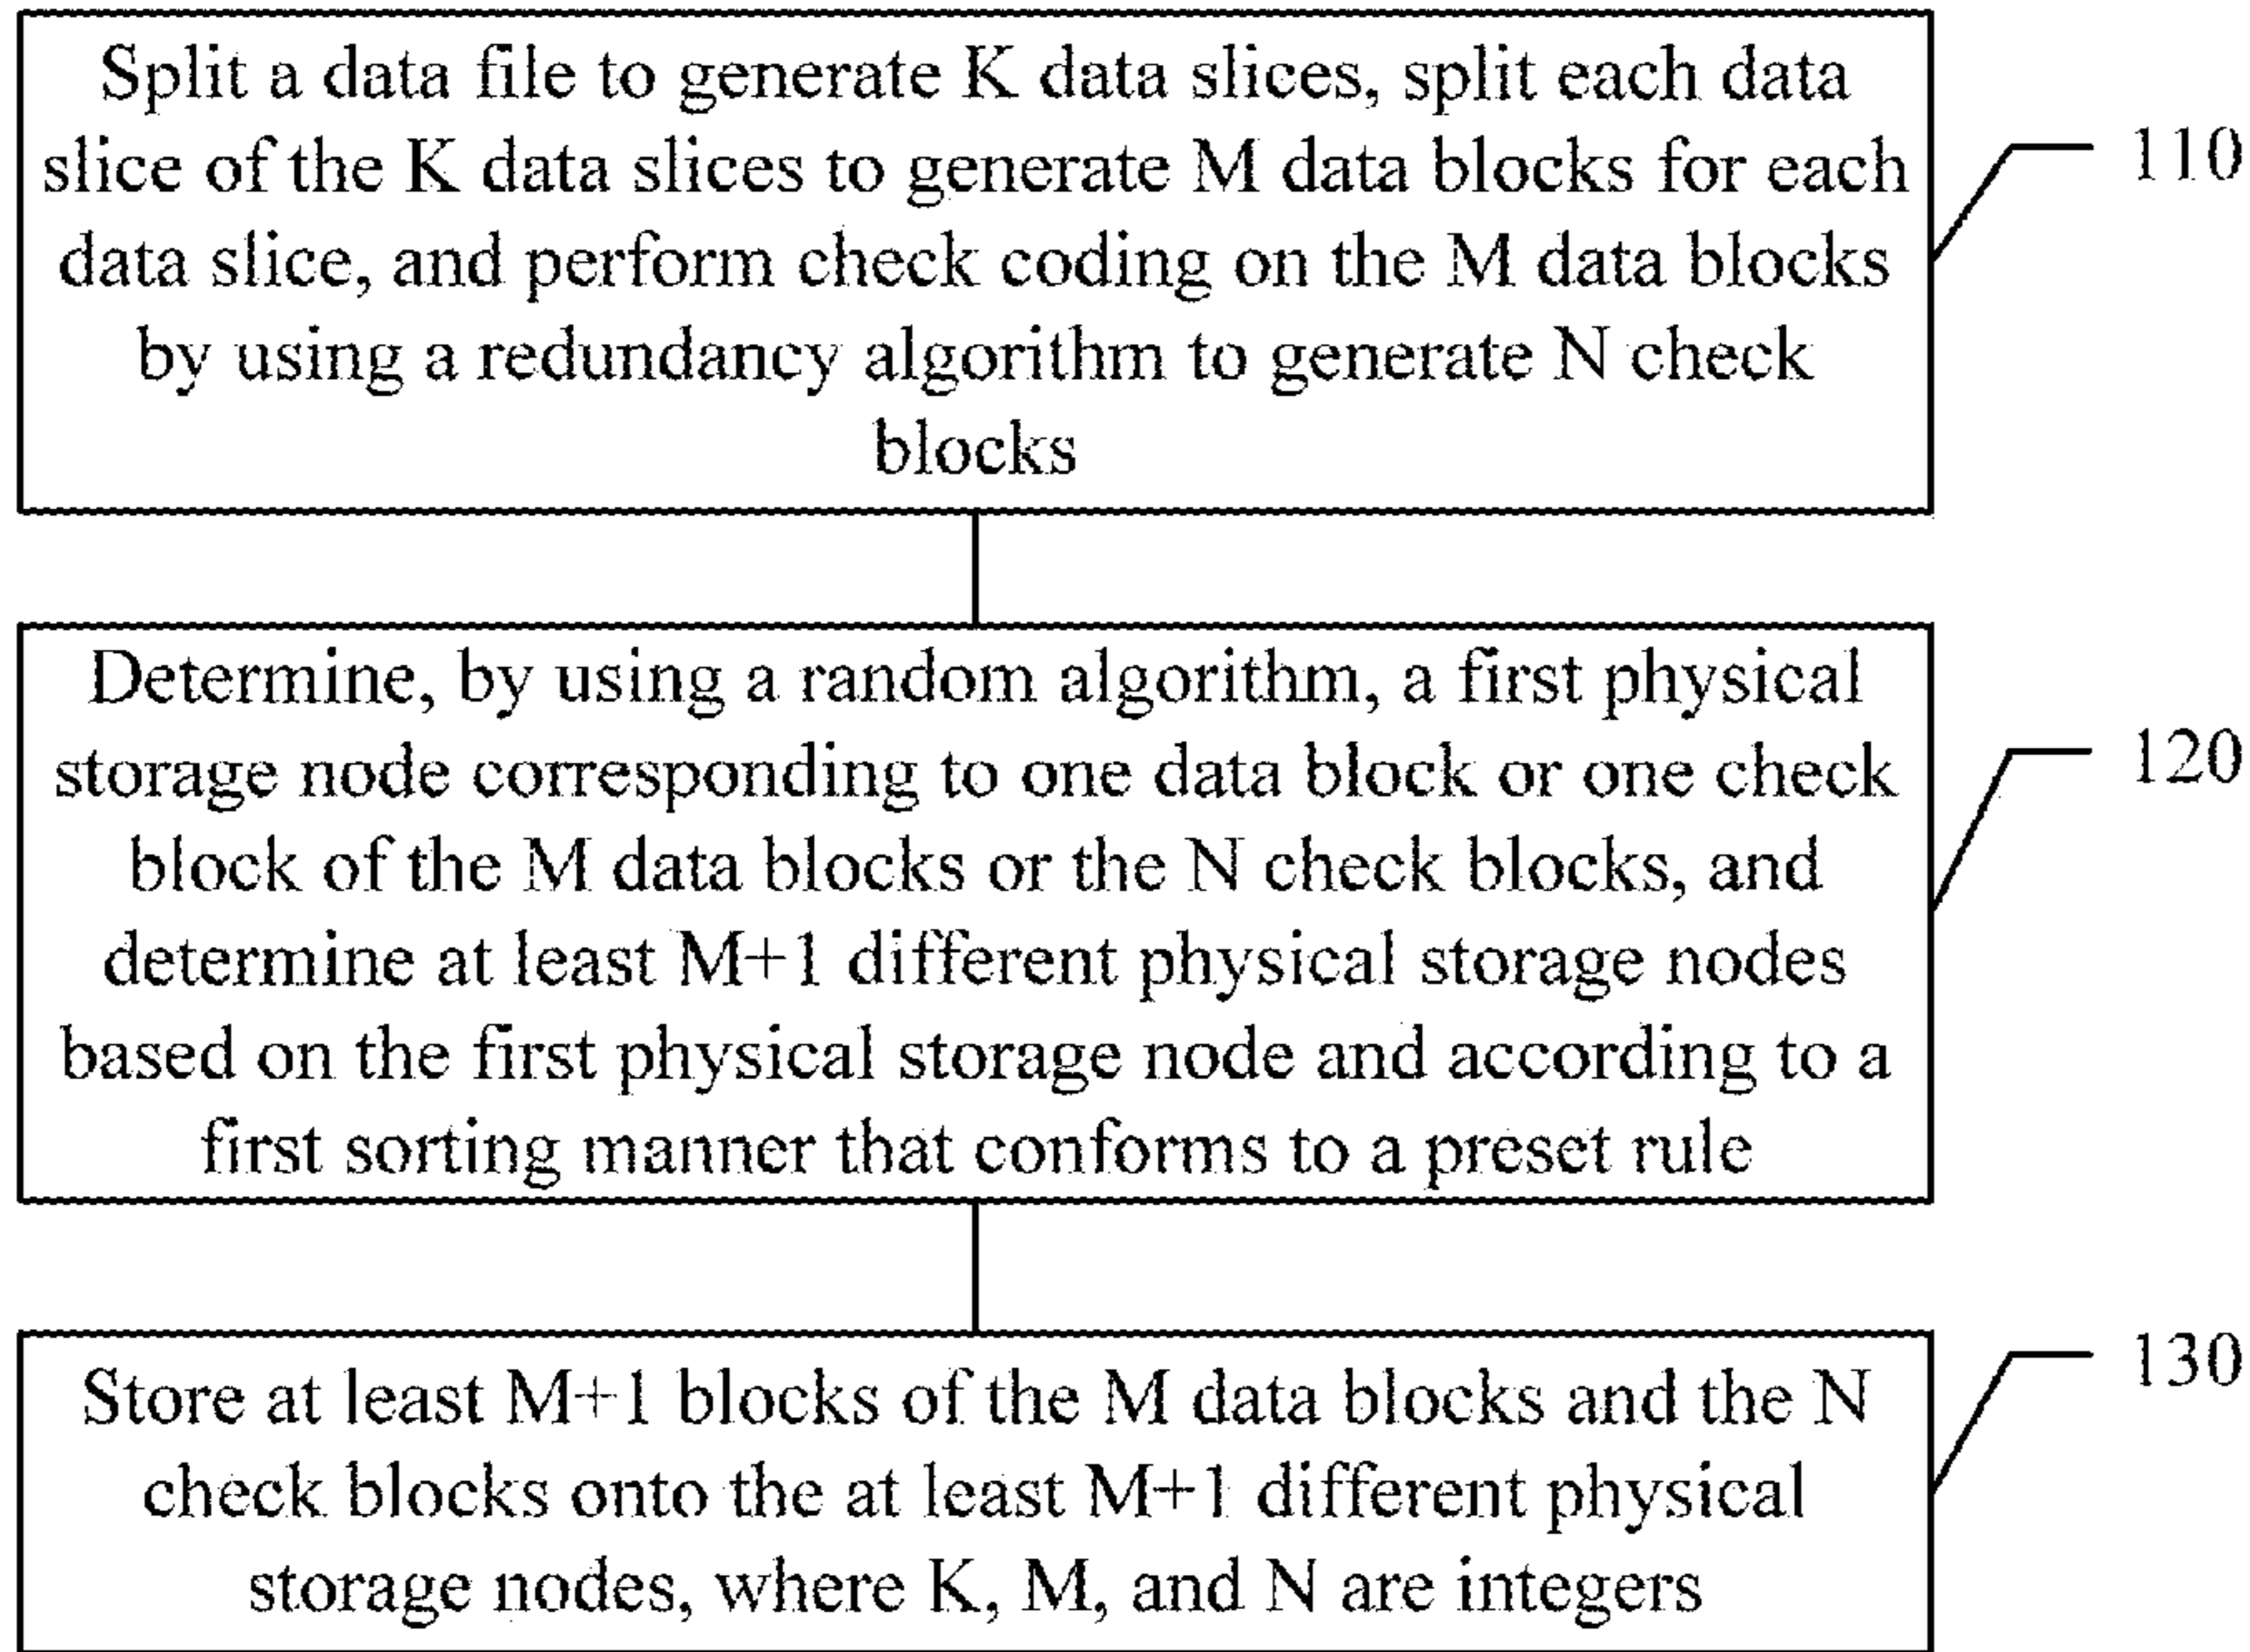 Split a data file to generate K data slices, split each data
slice of the K data slices to generate M data blocks for each
data slice, and perform check coding on the M data blocks
by using a redundancy algorithm to generate N check
blocks
110
Determine, by using a random algorithm, a first physical
storage node corresponding to one data block or one check
block of the M data blocks or the N check blocks, and
determine at least M+1 different physical storage nodes
based on the first physical storage node and according to a
first sorting manner that conforms to a preset rule
120
Store at least M+1 blocks of the M data blocks and the N
check blocks onto the at least M+1 different physical
storage nodes, where K, M, and N are integers
130